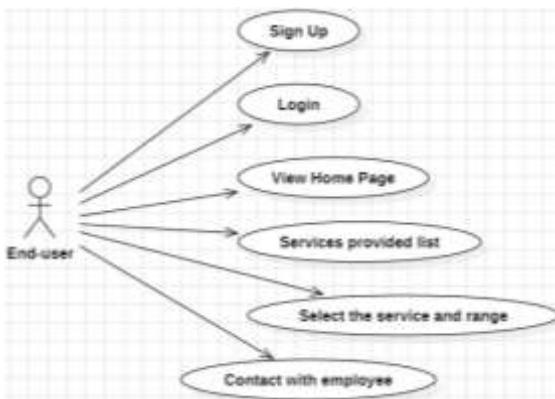 Sign Up
Login
View Home Page
End-user
Services provided list
Select the service and range
Contact with employee